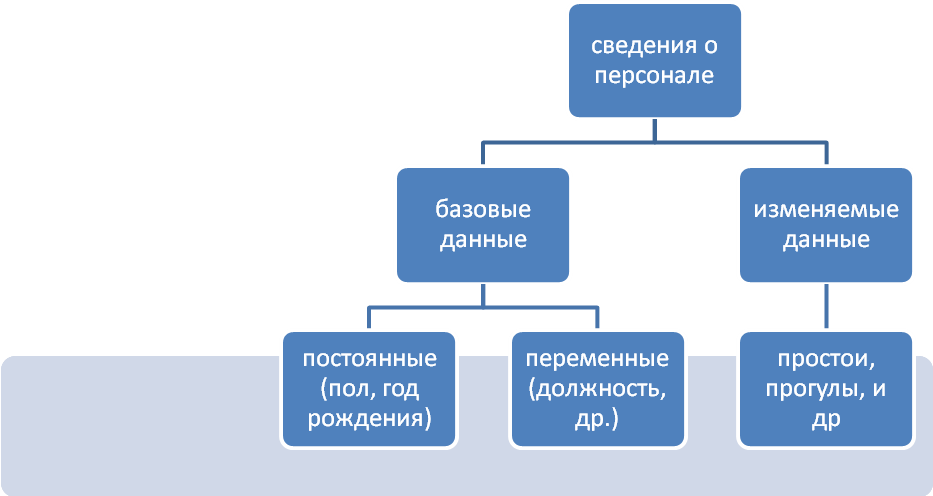 сведения о
персонале
базовые
данные
изменяемые
данные
постоянные
(пол, год
рождения)
переменные
(должность,
др.)
простои,
прогулы, и
др